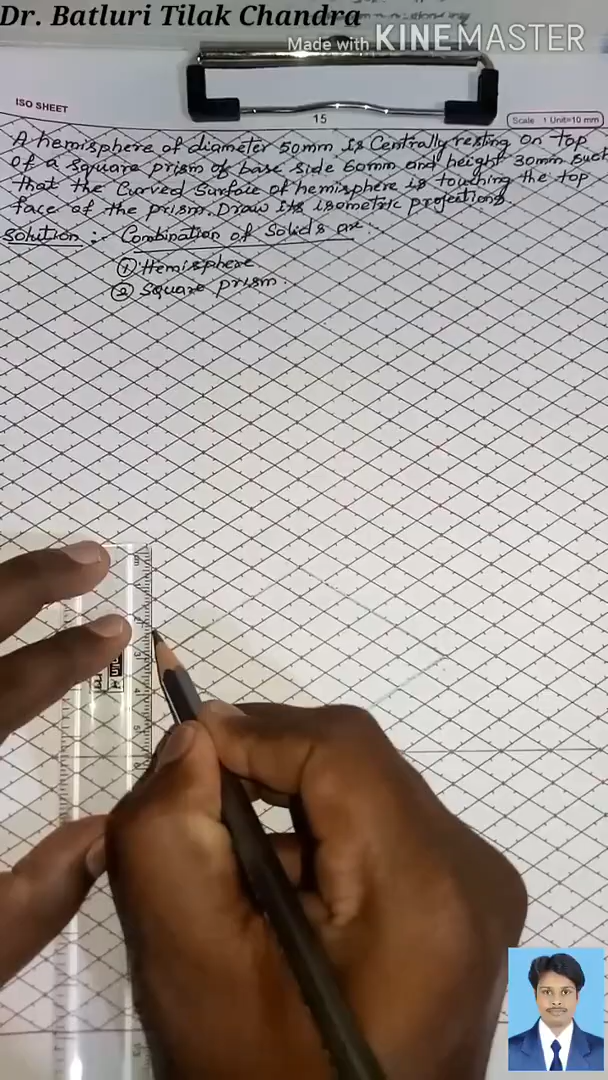 Dr. Batluri Tilak Chandra
Made with KINEMASTER
ISO SHEET
15
Scale 1 Unit=10 mm
A hemisphere of diameter 50mm is Centrally resting on top
of a square prism of base side 60mm and height 30mm such
that the Curved Surface of hemisphere is touching the top
face of the prism. Draw its isometric projections.
Solution :- Combination of Solids are :-
① Hemisphere
② Square prism.